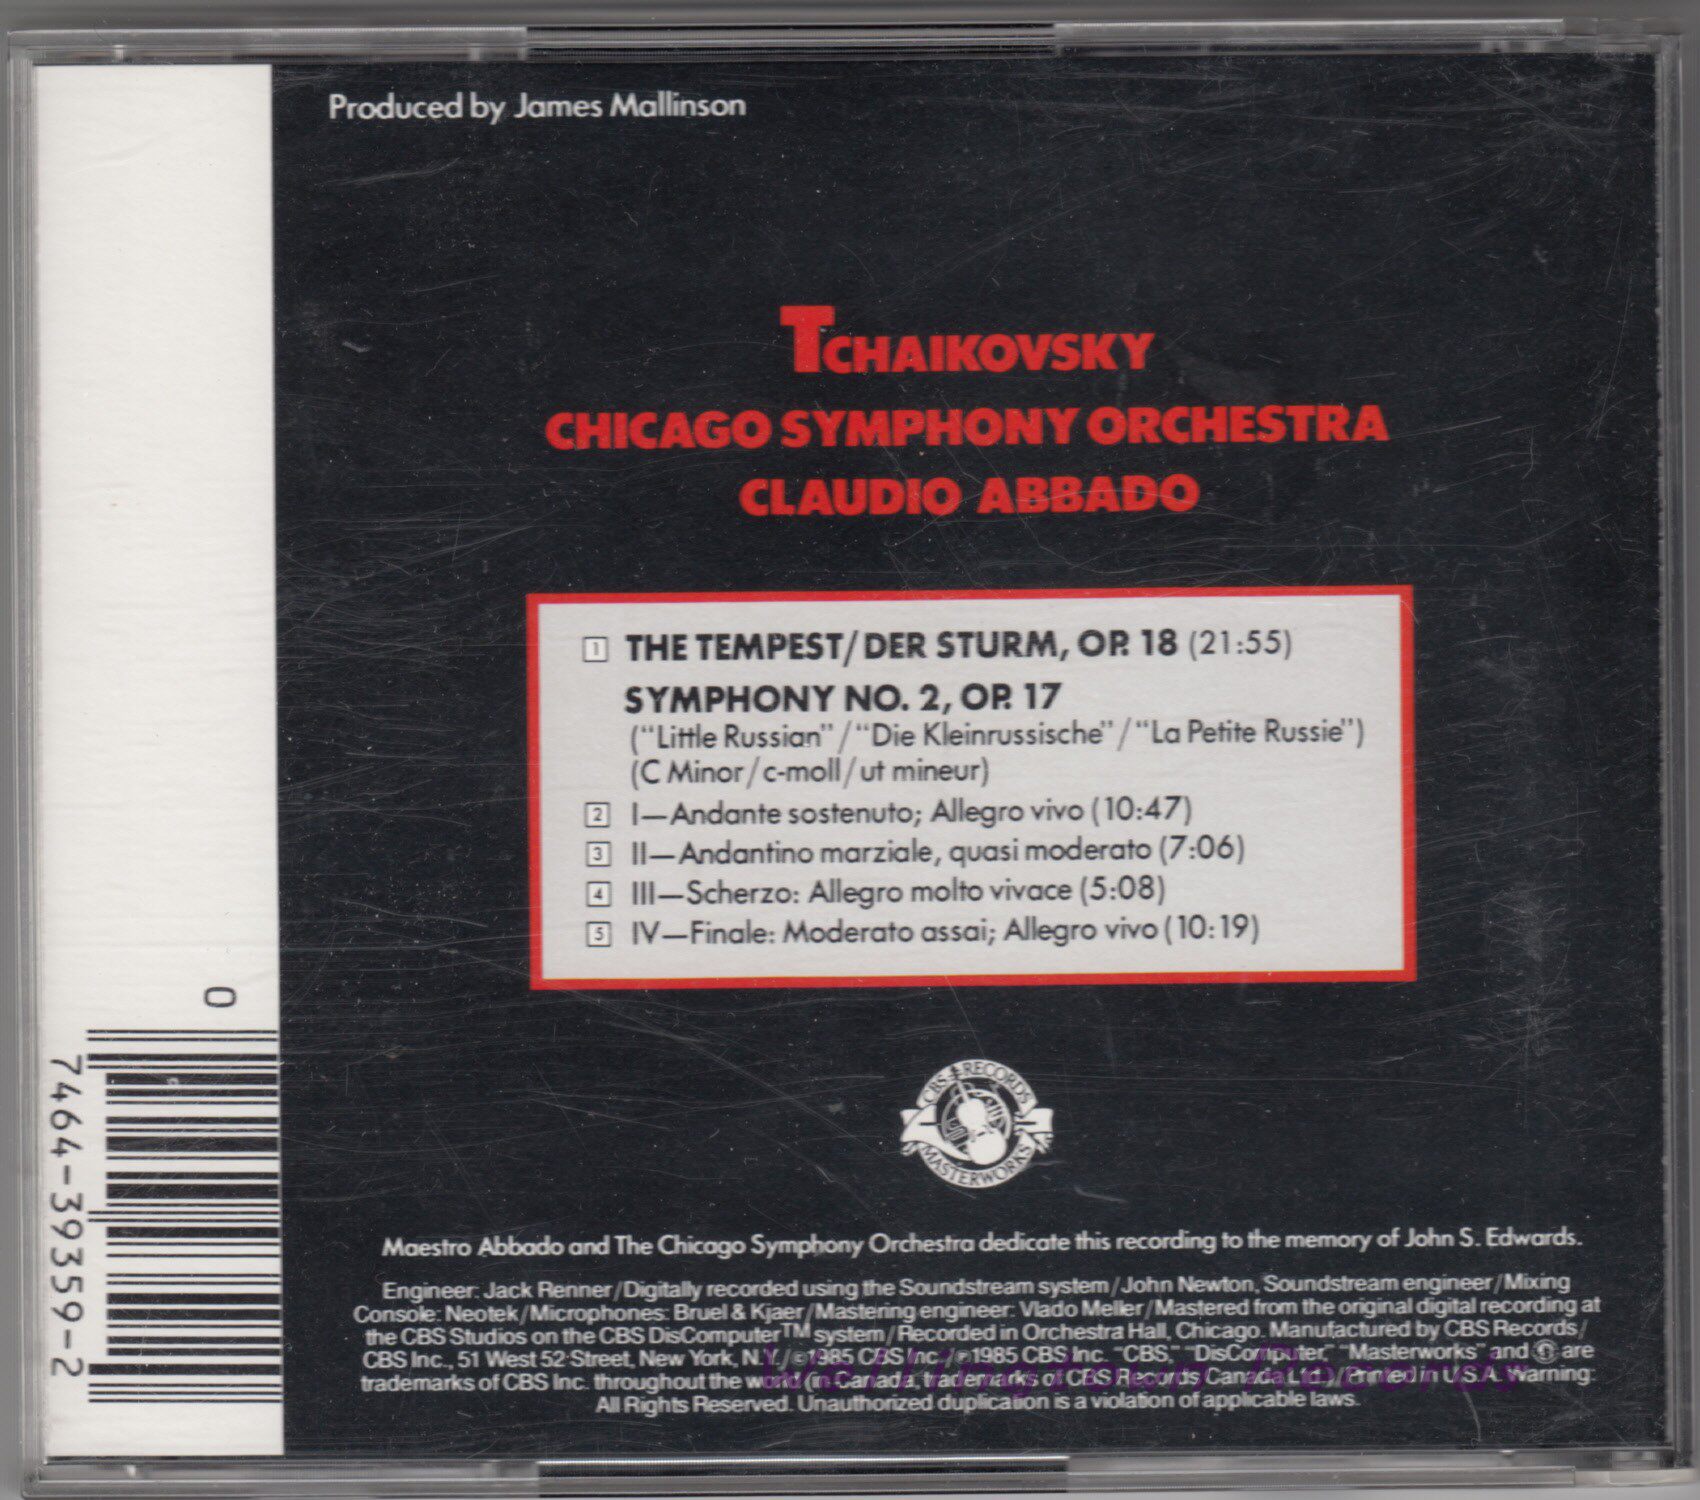 Produced by James Mallinson
TCHAIKOVSKY
CHICAGO SYMPHONY ORCHESTRA
CLAUDIO ABBADO
1 THE TEMPEST/DER STURM, OP. 18 (21:55)
SYMPHONY NO. 2, OP. 17
("Little Russian"/"Die Kleinrussische"/"La Petite Russie")
(C Minor/c-moll/ut mineur)
2 I—Andante sostenuto; Allegro vivo (10:47)
3 II—Andantino marziale, quasi moderato (7:06)
4 III—Scherzo: Allegro molto vivace (5:08)
5 IV—Finale: Moderato assai; Allegro vivo (10:19)
CBS RECORDS
MASTERWORKS
Maestro Abbado and The Chicago Symphony Orchestra dedicate this recording to the memory of John S. Edwards.
Engineer: Jack Renner/Digitally recorded using the Soundstream system/John Newton, Soundstream engineer/Mixing
Console: Neotek/Microphones: Bruel & Kjaer/Mastering engineer: Vlado Meller/Mastered from the original digital recording at
the CBS Studios on the CBS DisComputer™ system/Recorded in Orchestra Hall, Chicago. Manufactured by CBS Records/
CBS Inc., 51 West 52 Street, New York, N.Y./©1985 CBS Inc./℗1985 CBS Inc. "CBS," "DisComputer," "Masterworks" and are
trademarks of CBS Inc. throughout the world (in Canada, trademarks of CBS Records Canada LTD)./Printed in U.S.A. Warning:
All Rights Reserved. Unauthorized duplication is a violation of applicable laws.
Records
0
7464-39359-2